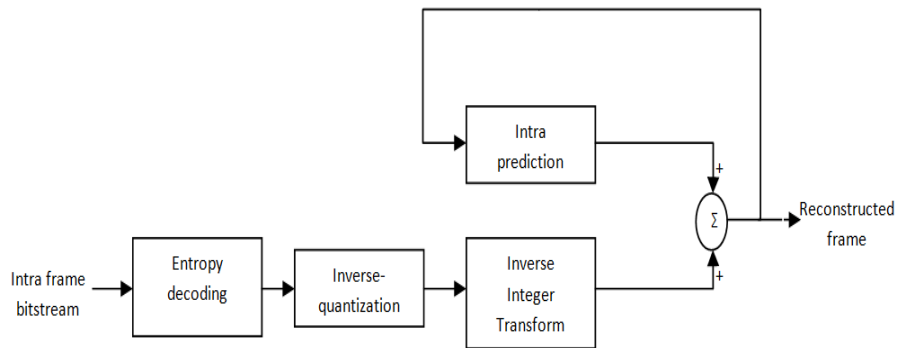 Intra
prediction
+
Σ
Reconstructed
frame
+
Intra frame
bitstream
Entropy
decoding
Inverse-
quantization
Inverse
Integer
Transform